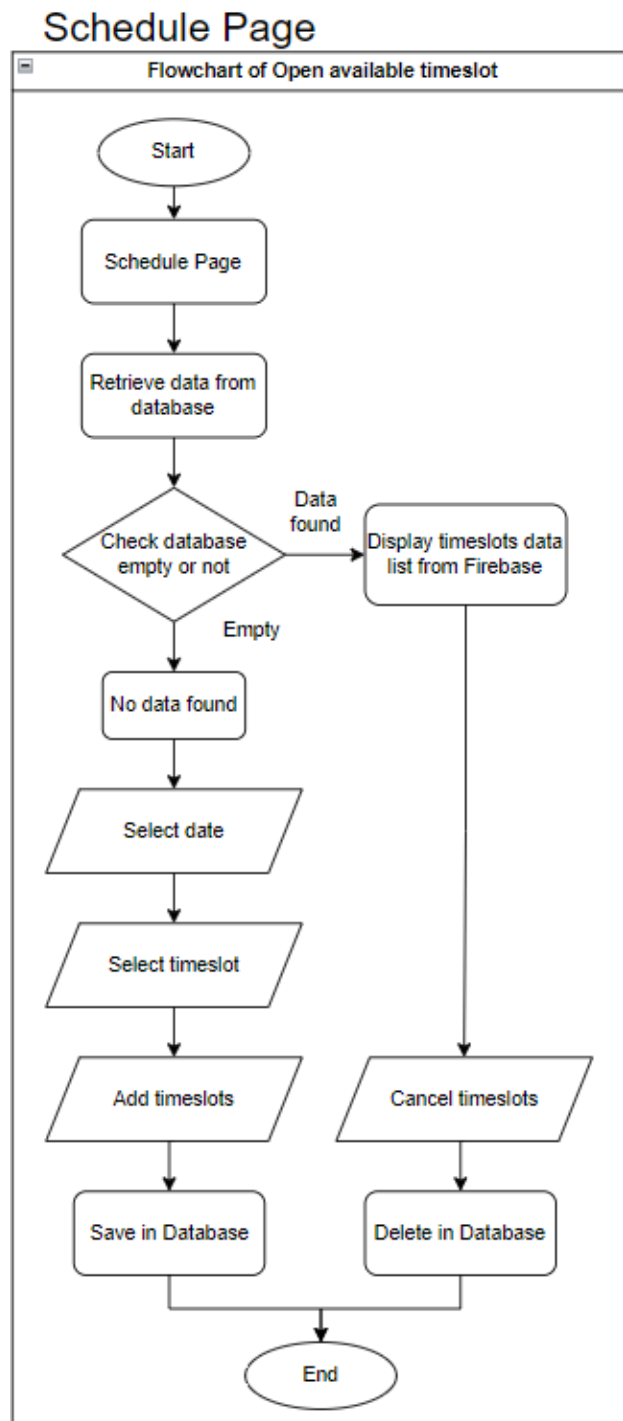 Schedule Page
Flowchart of Open available timeslot
Start
Schedule Page
Retrieve data from
database
Check database
empty or not
Data
found
Display timeslots data
list from Firebase
Empty
No data found
Select date
Select timeslot
Add timeslots
Cancel timeslots
Save in Database
Delete in Database
End